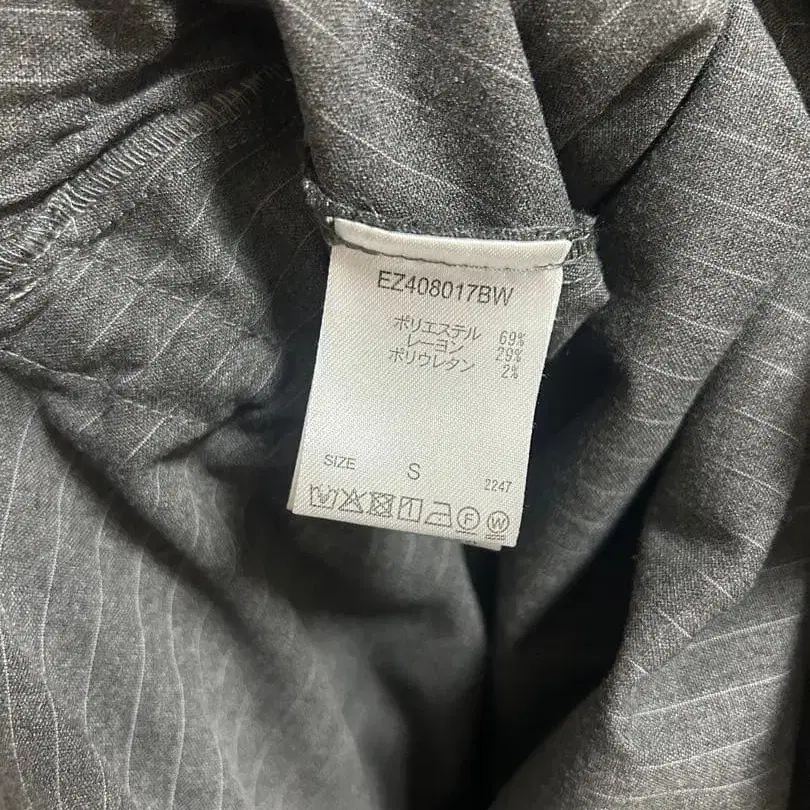 EZ408017BW
ポリエステル 69%
レーヨン 29%
ポリウレタン 2%
SIZE S 2247
F W